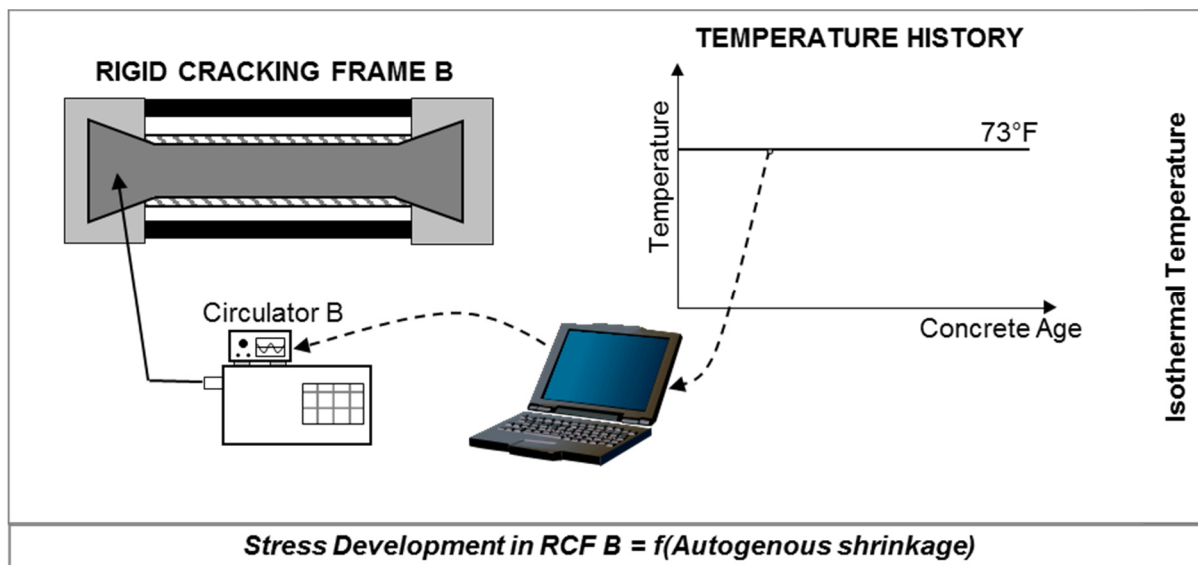 TEMPERATURE HISTORY
RIGID CRACKING FRAME B
73°F
Temperature
Concrete Age
Isothermal Temperature
Circulator B
Stress Development in RCF B = f(Autogenous shrinkage)